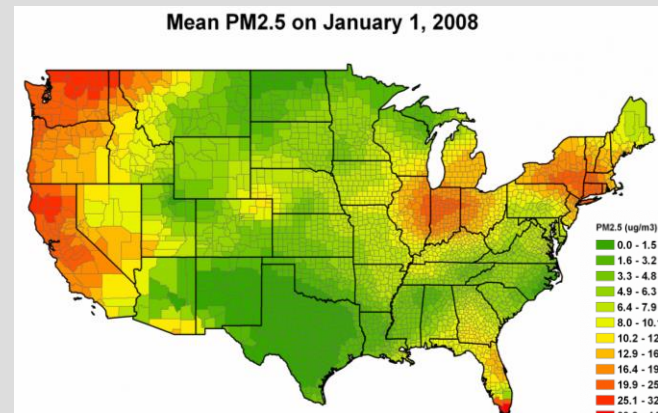 Mean PM2.5 on January 1, 2008
PM2.5 (ug/m3)
0.0 - 1.5
1.6 - 3.2
3.3 - 4.8
4.9 - 6.3
6.4 - 7.9
8.0 - 10.
10.2 - 12
12.9 - 16
16.4 - 19
19.9 - 25
25.1 - 32